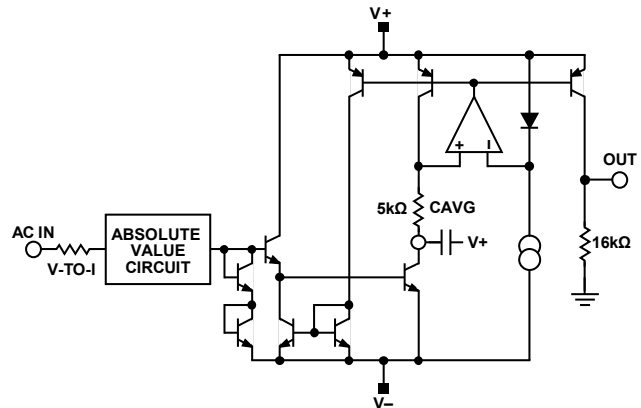 V+
+
–
OUT
5kΩ
CAVG
V+
AC IN
V-TO-I
ABSOLUTE
VALUE
CIRCUIT
16kΩ
V–